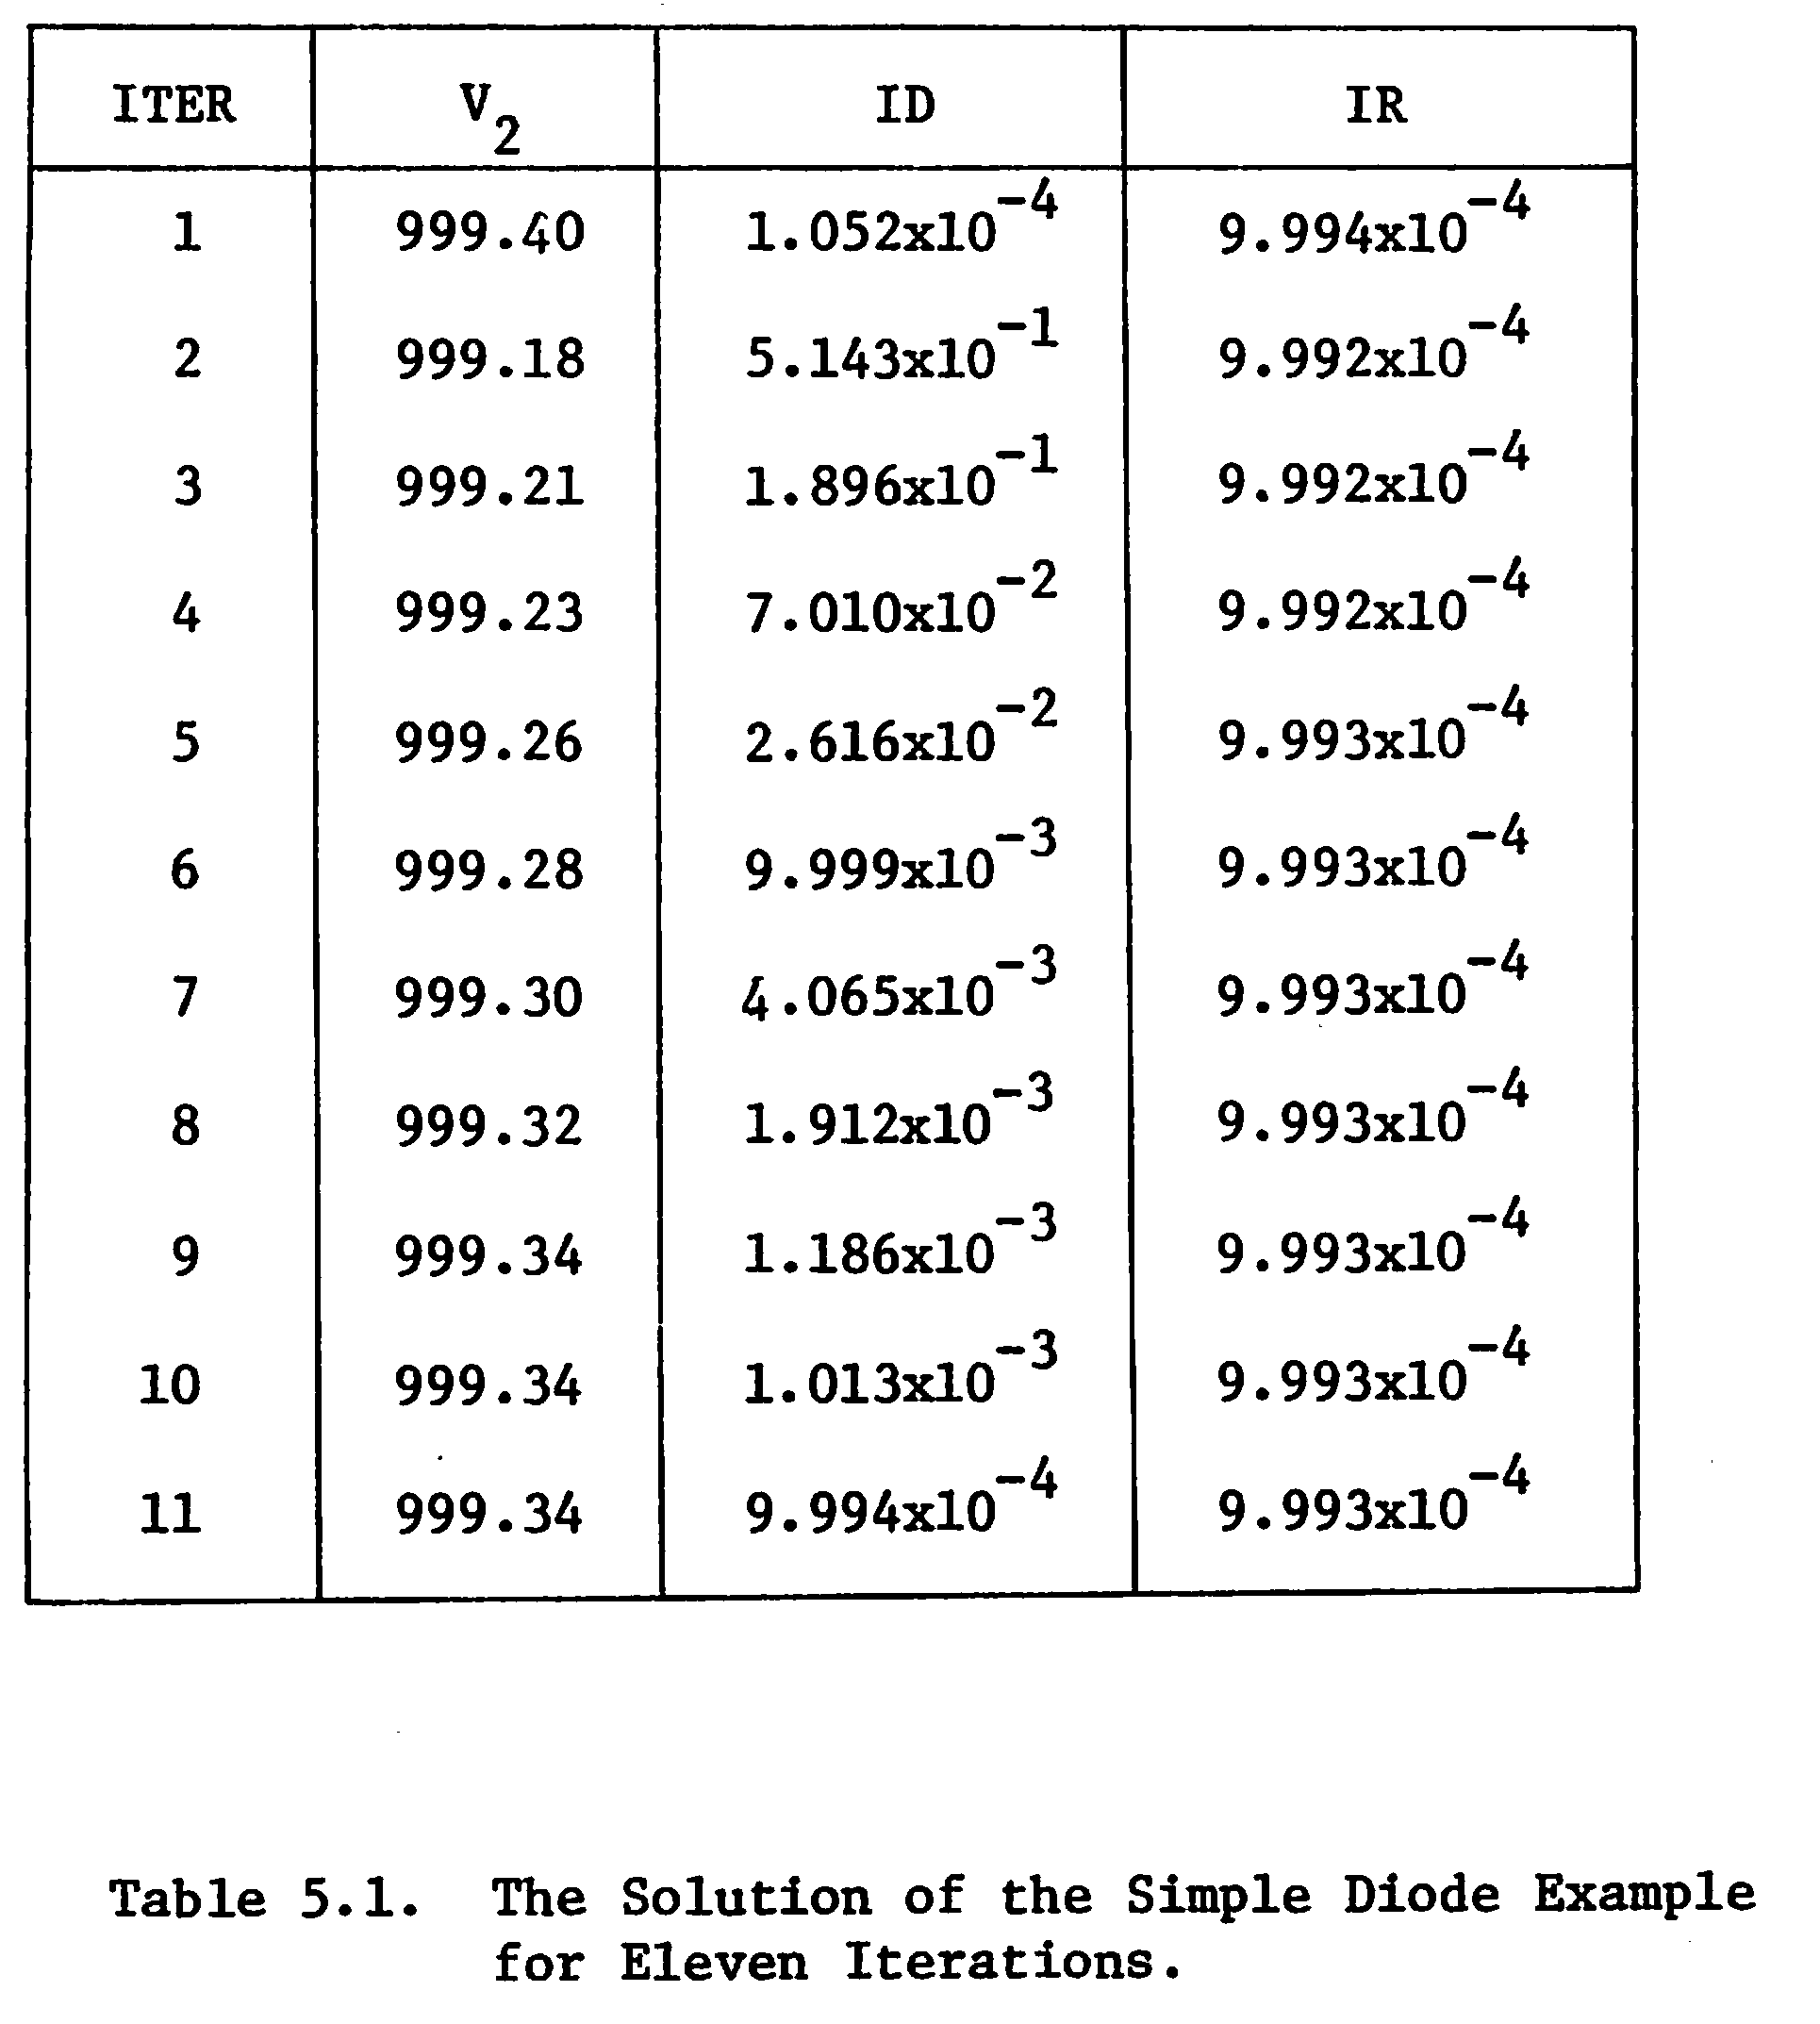 ITER V₂ ID IR
1 999.40 1.052x10⁻⁴ 9.994x10⁻⁴
2 999.18 5.143x10⁻¹ 9.992x10⁻⁴
3 999.21 1.896x10⁻¹ 9.992x10⁻⁴
4 999.23 7.010x10⁻² 9.992x10⁻⁴
5 999.26 2.616x10⁻² 9.993x10⁻⁴
6 999.28 9.999x10⁻³ 9.993x10⁻⁴
7 999.30 4.065x10⁻³ 9.993x10⁻⁴
8 999.32 1.912x10⁻³ 9.993x10⁻⁴
9 999.34 1.186x10⁻³ 9.993x10⁻⁴
10 999.34 1.013x10⁻³ 9.993x10⁻⁴
11 999.34 9.994x10⁻⁴ 9.993x10⁻⁴
Table 5.1. The Solution of the Simple Diode Example
for Eleven Iterations.